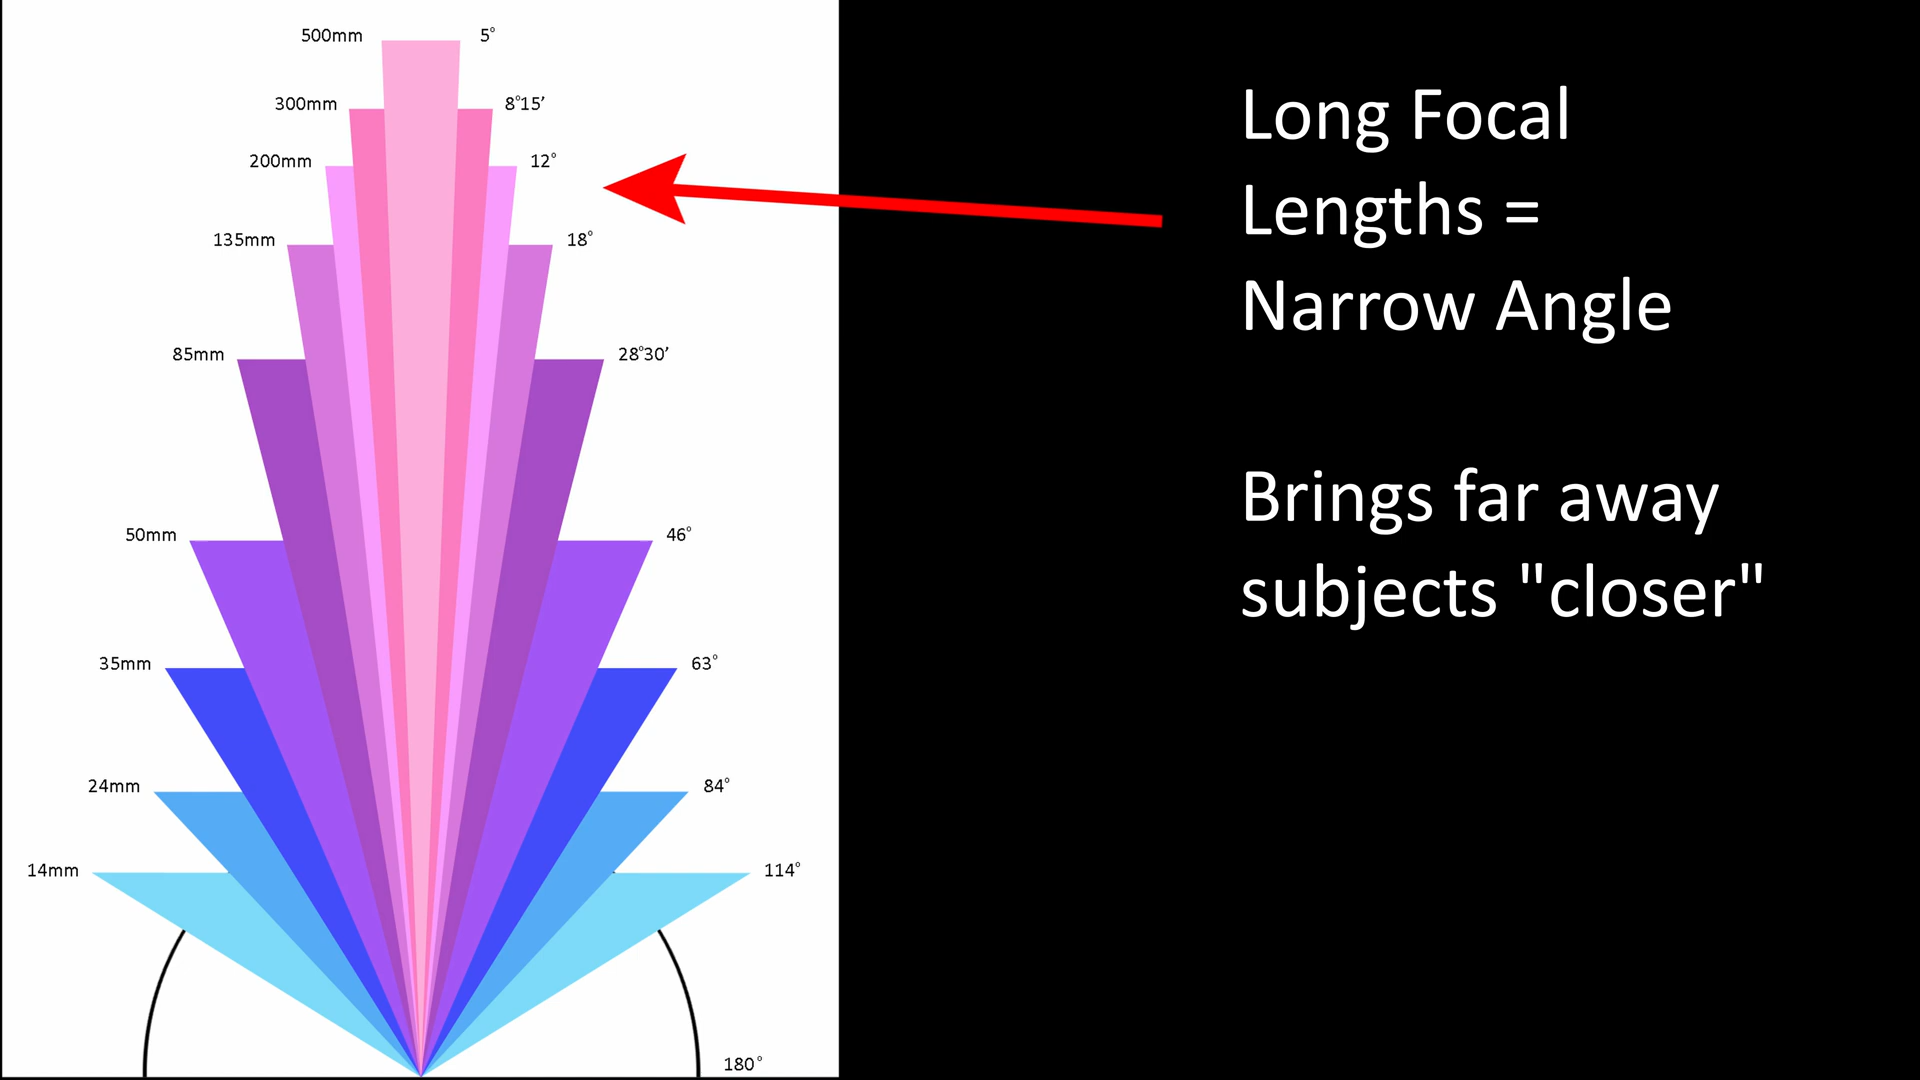 500mm 5°
300mm 8°15’
200mm 12°
135mm 18°
85mm 28°30’
50mm 46°
35mm 63°
24mm 84°
14mm 114°
180°
Long Focal
Lengths =
Narrow Angle
Brings far away
subjects "closer"